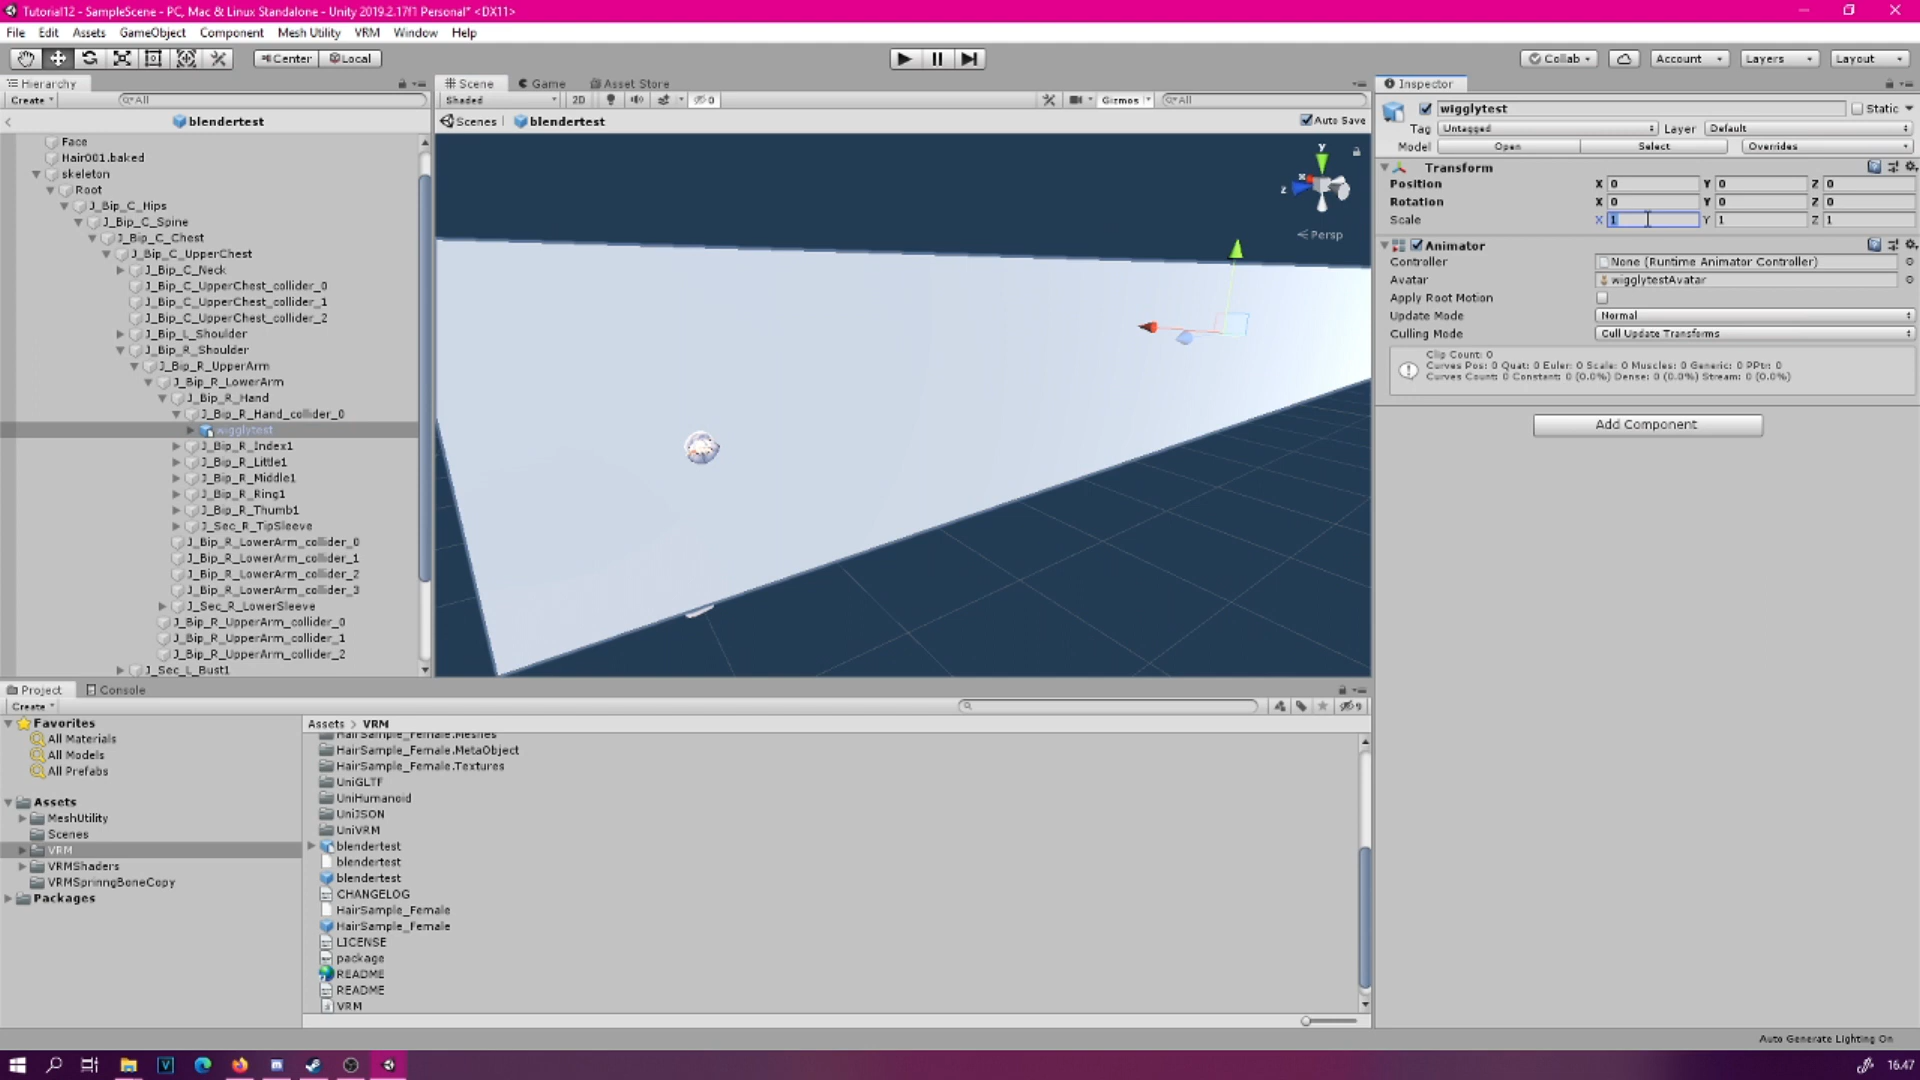 Tutorial12 - SampleScene - PC, Mac & Linux Standalone - Unity 2019.2.17f1 Personal* <DX11>
File Edit Assets GameObject Component Mesh Utility VRM Window Help
Center Local
Collab Account Layers Layout
Hierarchy
Create All
blendertest
Face
Hair001.baked
skeleton
Root
J_Bip_C_Hips
J_Bip_C_Spine
J_Bip_C_Chest
J_Bip_C_UpperChest
J_Bip_C_Neck
J_Bip_C_UpperChest_collider_0
J_Bip_C_UpperChest_collider_1
J_Bip_C_UpperChest_collider_2
J_Bip_L_Shoulder
J_Bip_R_Shoulder
J_Bip_R_UpperArm
J_Bip_R_LowerArm
J_Bip_R_Hand
J_Bip_R_Hand_collider_0
wigglytest
J_Bip_R_Index1
J_Bip_R_Little1
J_Bip_R_Middle1
J_Bip_R_Ring1
J_Bip_R_Thumb1
J_Sec_R_TipSleeve
J_Bip_R_LowerArm_collider_0
J_Bip_R_LowerArm_collider_1
J_Bip_R_LowerArm_collider_2
J_Bip_R_LowerArm_collider_3
J_Sec_R_LowerSleeve
J_Bip_R_UpperArm_collider_0
J_Bip_R_UpperArm_collider_1
J_Bip_R_UpperArm_collider_2
J_Sec_L_Bust1
Scene Game Asset Store
Shaded 2D 0 Gizmos All
Scenes blendertest Auto Save
y
x
z
Persp
Inspector
wigglytest Static
Tag Untagged Layer Default
Model Open Select Overrides
Transform
Position X 0 Y 0 Z 0
Rotation X 0 Y 0 Z 0
Scale X 1 Y 1 Z 1
Animator
Controller None (Runtime Animator Controller)
Avatar wigglytestAvatar
Apply Root Motion
Update Mode Normal
Culling Mode Cull Update Transforms
Clip Count: 0
Curves Pos: 0 Quat: 0 Euler: 0 Scale: 0 Muscles: 0 Generic: 0 PPtr: 0
Curves Count: 0 Constant: 0 (0.0%) Dense: 0 (0.0%) Stream: 0 (0.0%)
Add Component
Project Console
Create 9
Favorites
All Materials
All Models
All Prefabs
Assets
MeshUtility
Scenes
VRM
VRMShaders
VRMSprinngBoneCopy
Packages
Assets > VRM
HairSample_Female.Meshes
HairSample_Female.MetaObject
HairSample_Female.Textures
UniGLTF
UniHumanoid
UniJSON
UniVRM
blendertest
blendertest
blendertest
CHANGELOG
HairSample_Female
HairSample_Female
LICENSE
package
README
README
VRM
Auto Generate Lighting On
16.47